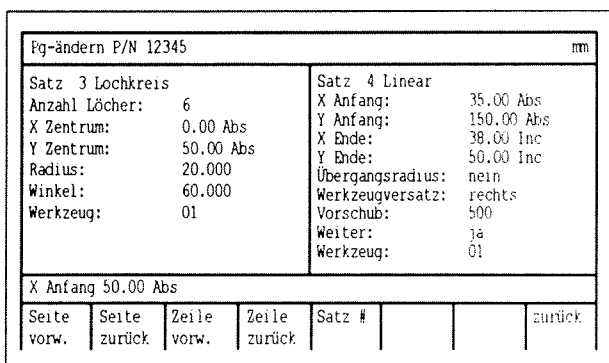 Pg-ändern P/N 12345 mm
Satz 3 Lochkreis
Anzahl Löcher: 6
X Zentrum: 0.00 Abs
Y Zentrum: 50.00 Abs
Radius: 20.000
Winkel: 60.000
Werkzeug: 01
Satz 4 Linear
X Anfang: 35.00 Abs
Y Anfang: 150.00 Abs
X Ende: 38.00 Inc
Y Ende: 50.00 Inc
Übergangsradius: nein
Werkzeugversatz: rechts
Vorschub: 500
Weiter: ja
Werkzeug: 01
X Anfang 50.00 Abs
Seite vorw.
Seite zurück
Zeile vorw.
Zeile zurück
Satz #
zurück